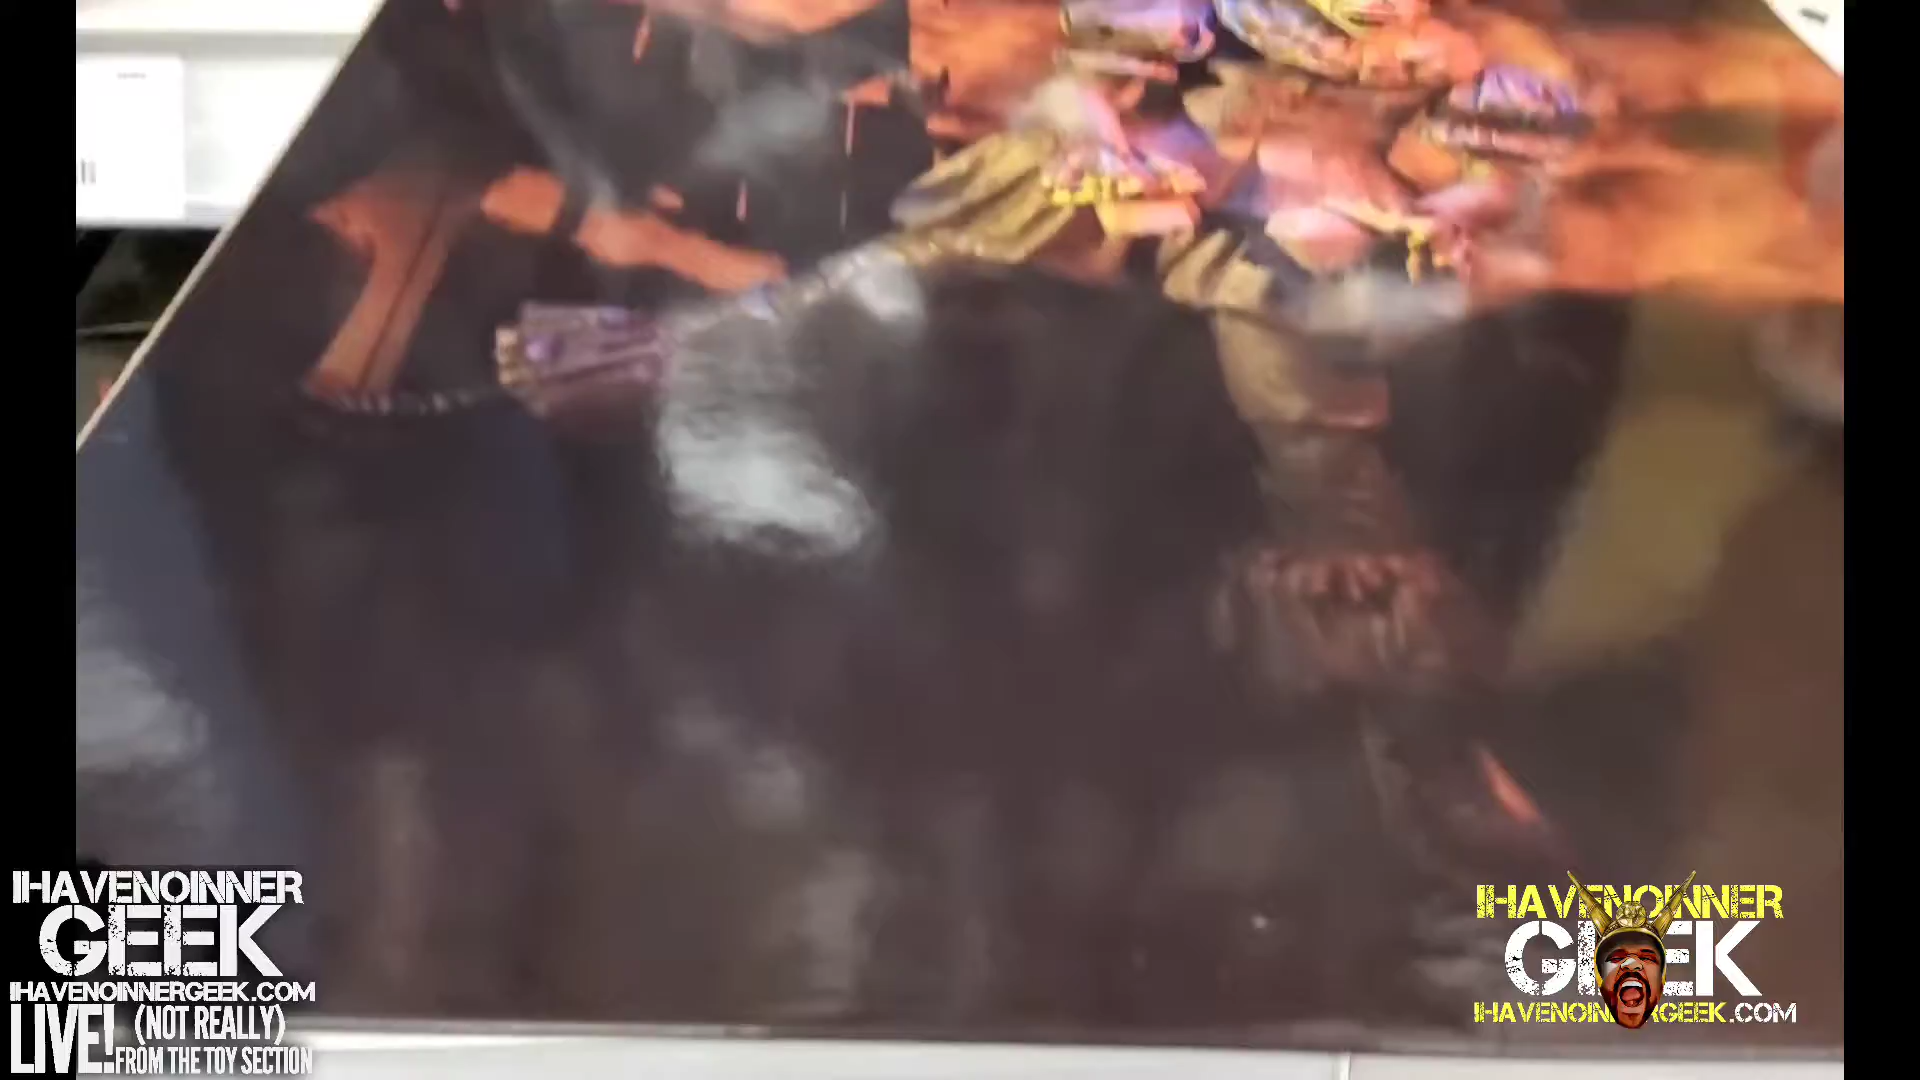 IHAVENOINNER
GEEK
IHAVENOINNERGEEK.COM
LIVE! (NOT REALLY)
FROM THE TOY SECTION
IHAVENOINNER
GEEK
IHAVENOINNERGEEK.COM